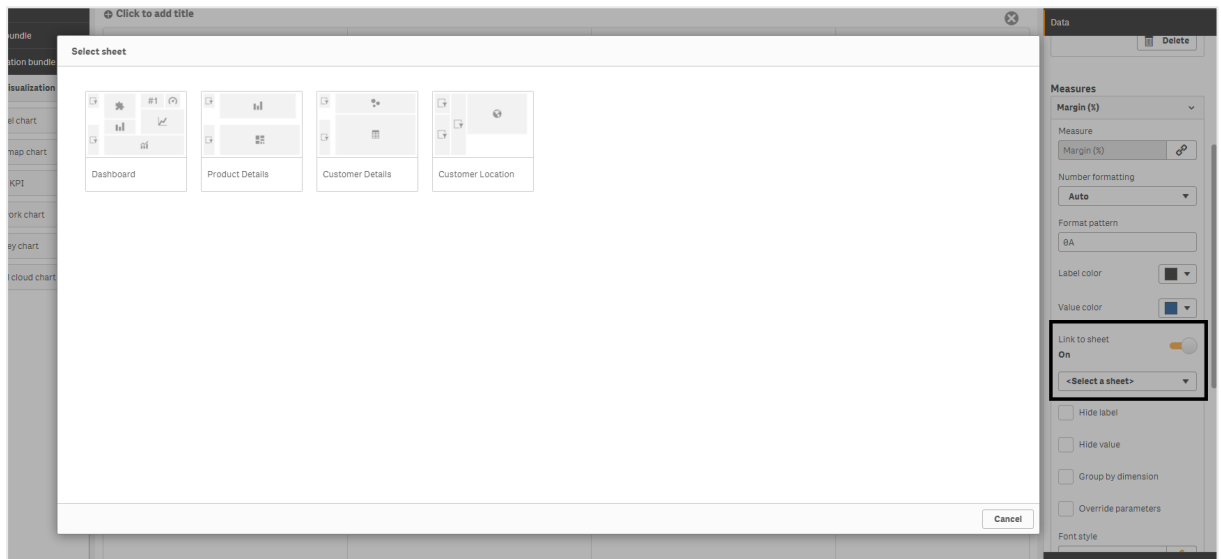 Click to add title
Data
bundle
ation bundle
isualization
el chart
map chart
KPI
ork chart
ey chart
cloud chart
Select sheet
#1
Dashboard
Product Details
Customer Details
Customer Location
Cancel
Delete
Measures
Margin (%)
Measure
Margin (%)
Number formatting
Auto
Format pattern
0A
Label color
Value color
Link to sheet
On
<Select a sheet>
Hide label
Hide value
Group by dimension
Override parameters
Font style